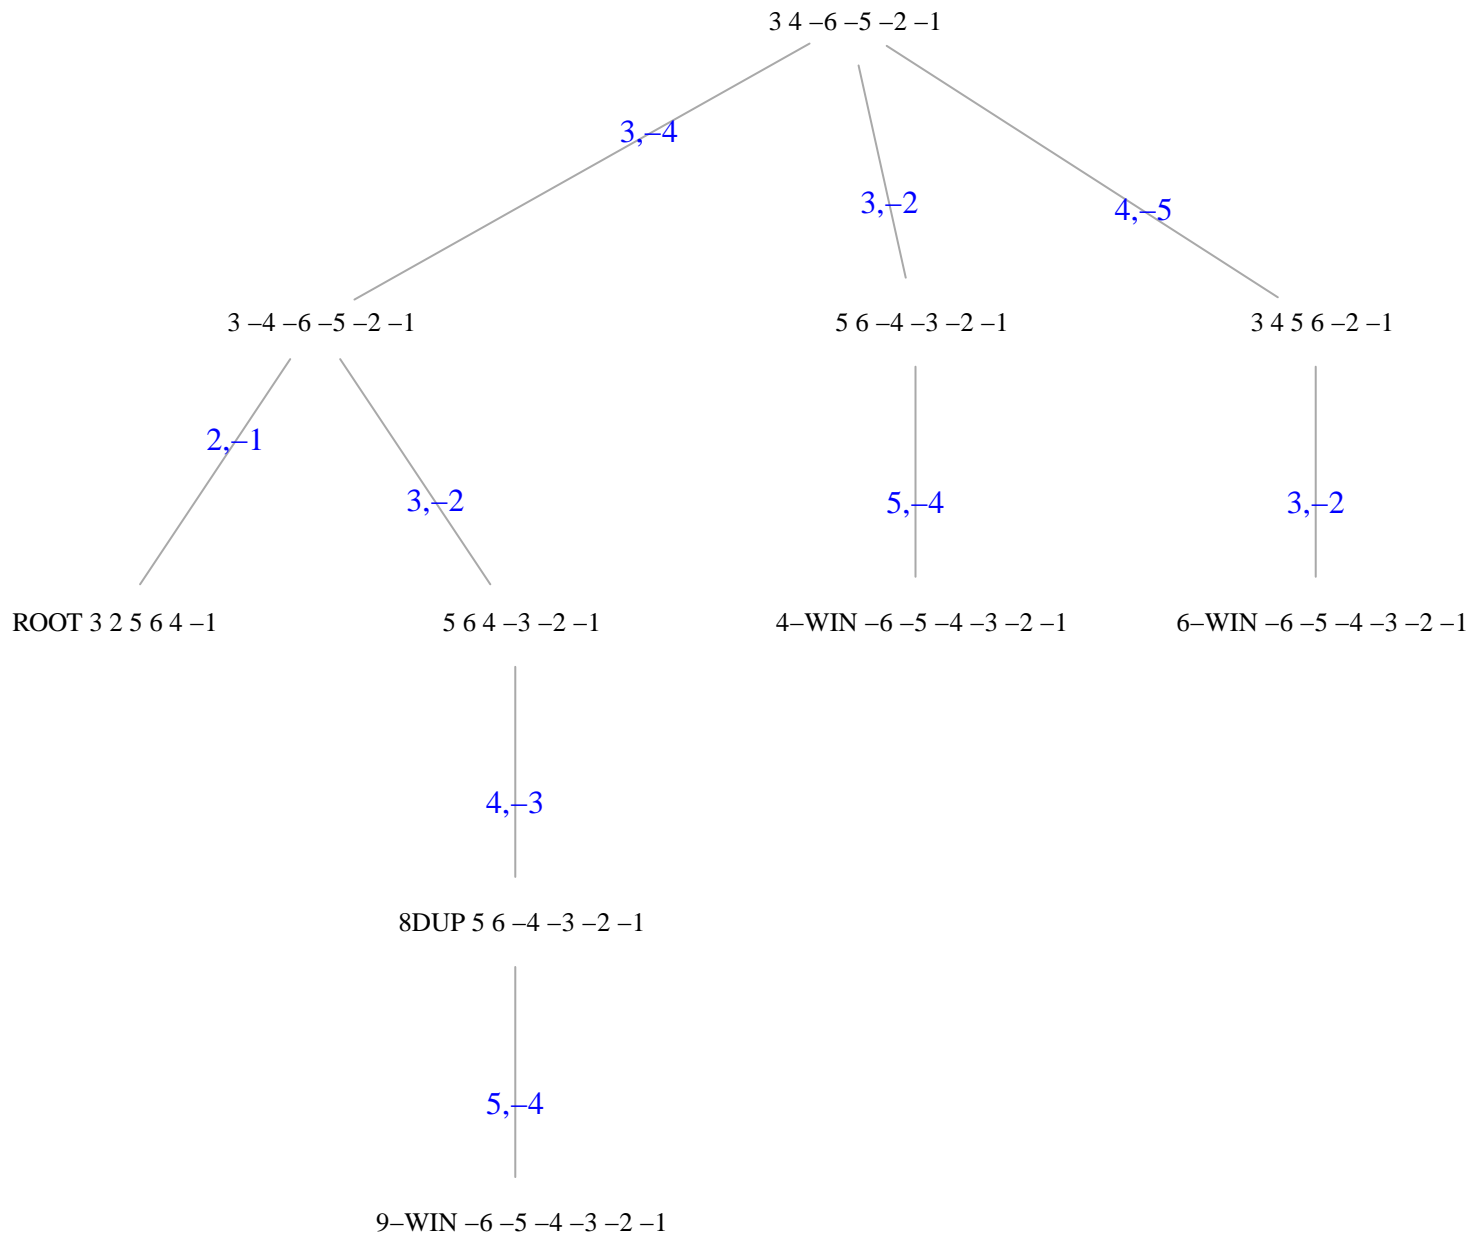 3 4 –6 –5 –2 –1
3,–4
3,–2
4,–5
3 –4 –6 –5 –2 –1
5 6 –4 –3 –2 –1
3 4 5 6 –2 –1
2,–1
3,–2
5,–4
3,–2
ROOT 3 2 5 6 4 –1
5 6 4 –3 –2 –1
4–WIN –6 –5 –4 –3 –2 –1
6–WIN –6 –5 –4 –3 –2 –1
4,–3
8DUP 5 6 –4 –3 –2 –1
5,–4
9–WIN –6 –5 –4 –3 –2 –1